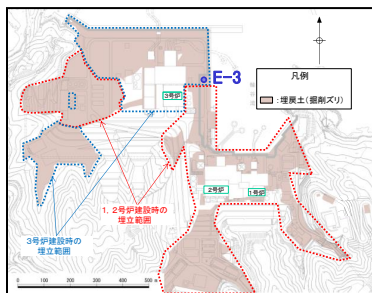 E-3
凡例
:埋戻土(掘削ズリ)
3号炉
2号炉
1号炉
1, 2号炉建設時の
埋立範囲
3号炉建設時の
埋立範囲
0 100 200 300 400 500 m